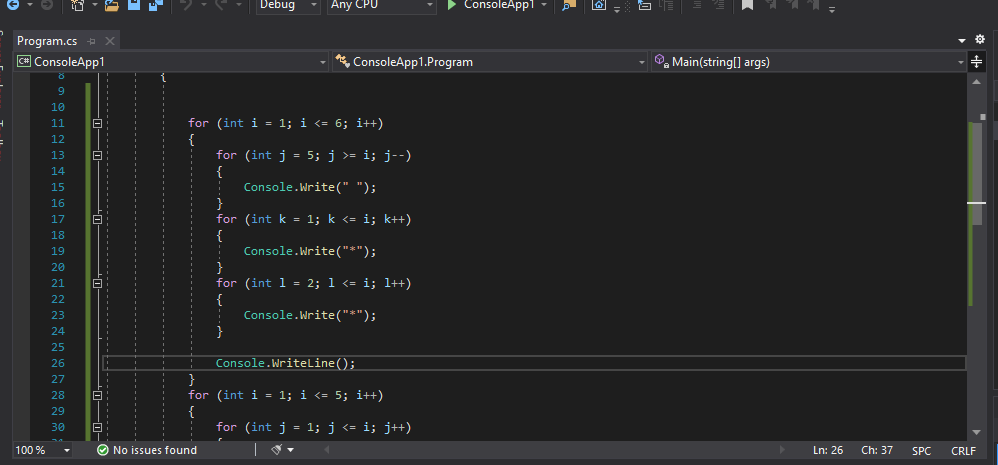 Debug Any CPU ConsoleApp1
Program.cs
C# ConsoleApp1 ConsoleApp1.Program Main(string[] args)
8 {
9
10
11 for (int i = 1; i <= 6; i++)
12 {
13 for (int j = 5; j >= i; j--)
14 {
15 Console.Write(" ");
16 }
17 for (int k = 1; k <= i; k++)
18 {
19 Console.Write("*");
20 }
21 for (int l = 2; l <= i; l++)
22 {
23 Console.Write("*");
24 }
25
26 Console.WriteLine();
27 }
28 for (int i = 1; i <= 5; i++)
29 {
30 for (int j = 1; j <= i; j++)
100 % No issues found Ln: 26 Ch: 37 SPC CRLF